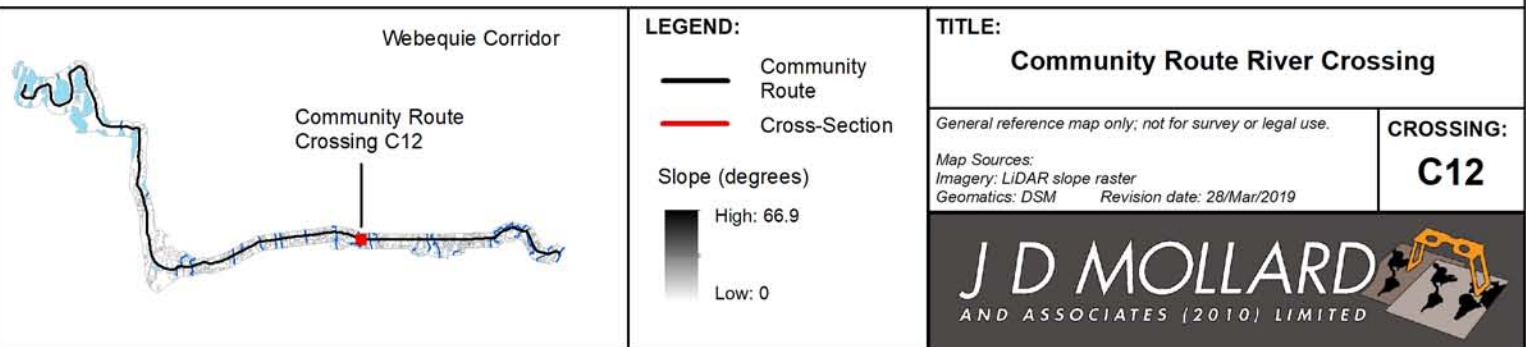 Webequie Corridor
Community Route
Crossing C12
LEGEND:
Community
Route
Cross-Section
Slope (degrees)
High: 66.9
Low: 0
TITLE:
Community Route River Crossing
General reference map only; not for survey or legal use.
Map Sources:
Imagery: LiDAR slope raster
Geomatics: DSM Revision date: 28/Mar/2019
CROSSING:
C12
J D MOLLARD
AND ASSOCIATES (2010) LIMITED